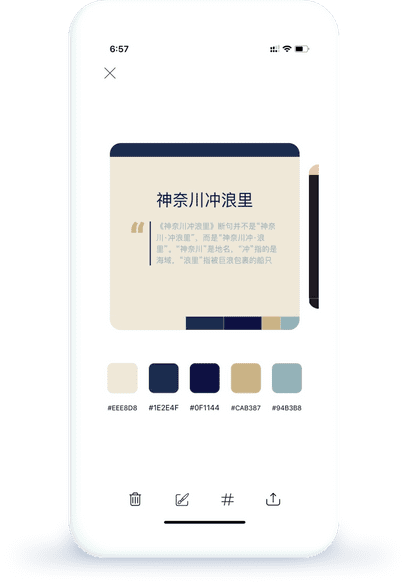 6:57
神奈川冲浪里
“
《神奈川冲浪里》断句并不是“神奈
川·冲浪里”，而是“神奈川冲·浪
里”，“神奈川”是地名，“冲”指的是
海域，“浪里”指被巨浪包裹的船只
#EEE8D8 #1E2E4F #0F1144 #CAB387 #94B3B8